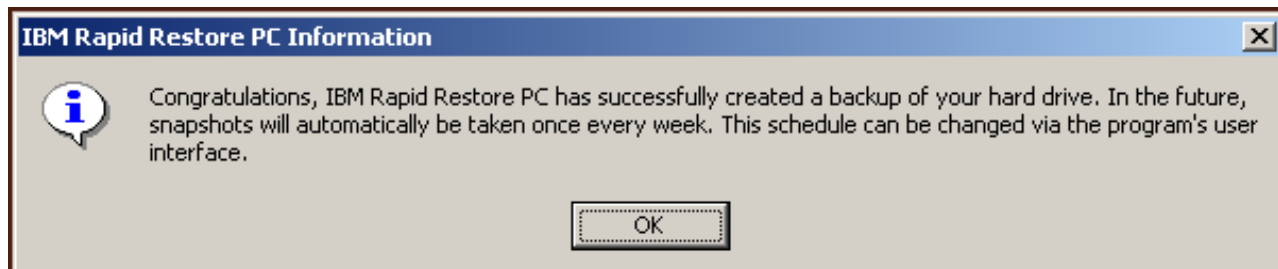 IBM Rapid Restore PC Information
Congratulations, IBM Rapid Restore PC has successfully created a backup of your hard drive. In the future,
snapshots will automatically be taken once every week. This schedule can be changed via the program's user
interface.
OK